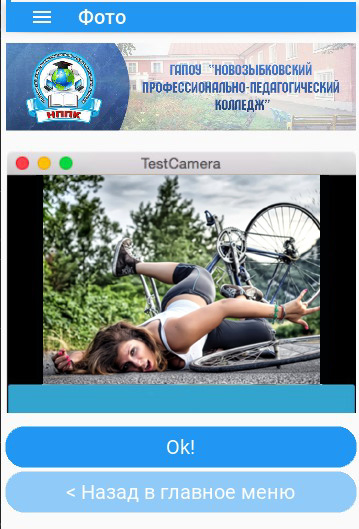 Фото
ГАПОУ "НОВОЗЫБКОВСКИЙ
ПРОФЕССИОНАЛЬНО-ПЕДАГОГИЧЕСКИЙ
КОЛЛЕДЖ"
НППК
TestCamera
Ok!
< Назад в главное меню